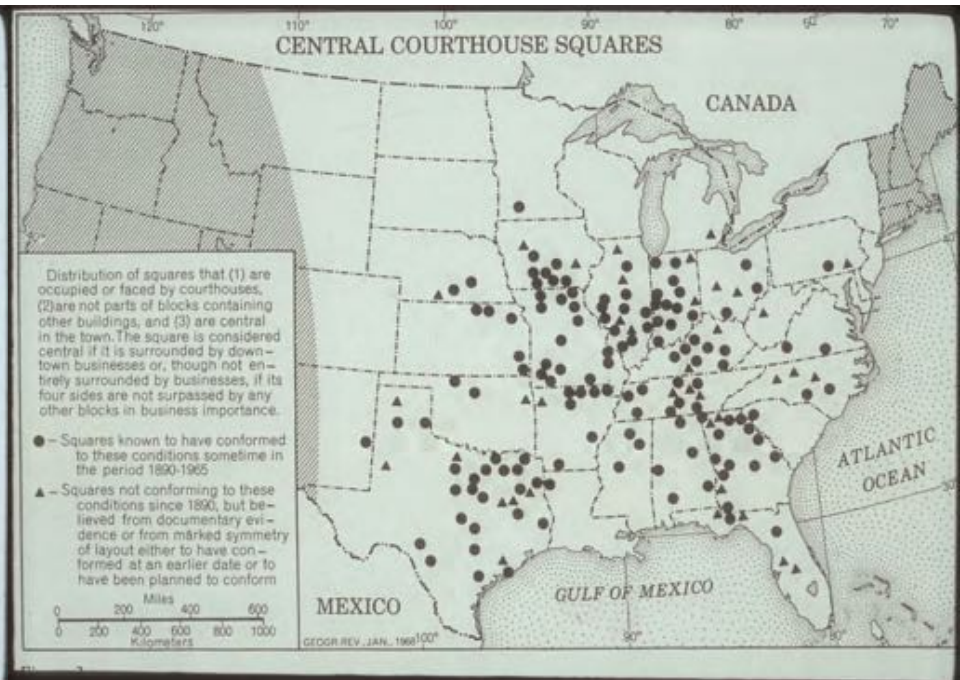 120°
110°
100°
90°
80°
70°
CENTRAL COURTHOUSE SQUARES
CANADA
Distribution of squares that (1) are
occupied or faced by courthouses,
(2)are not parts of blocks containing
other buildings, and (3) are central
in the town. The square is considered
central if it is surrounded by down–
town businesses or, though not en–
tirely surrounded by businesses, if its
four sides are not surpassed by any
other blocks in business importance.
– Squares known to have conformed
to these conditions sometime in
the period 1890-1965
– Squares not conforming to these
conditions since 1890, but be–
lieved from documentary evi–
dence or from marked symmetry
of layout either to have con–
formed at an earlier date or to
have been planned to conform
Miles
0 200 400 600
0 200 400 600 800 1000
Kilometers
MEXICO
GULF OF MEXICO
ATLANTIC
OCEAN
GEOGR. REV., JAN., 1968
100°
90°
80°